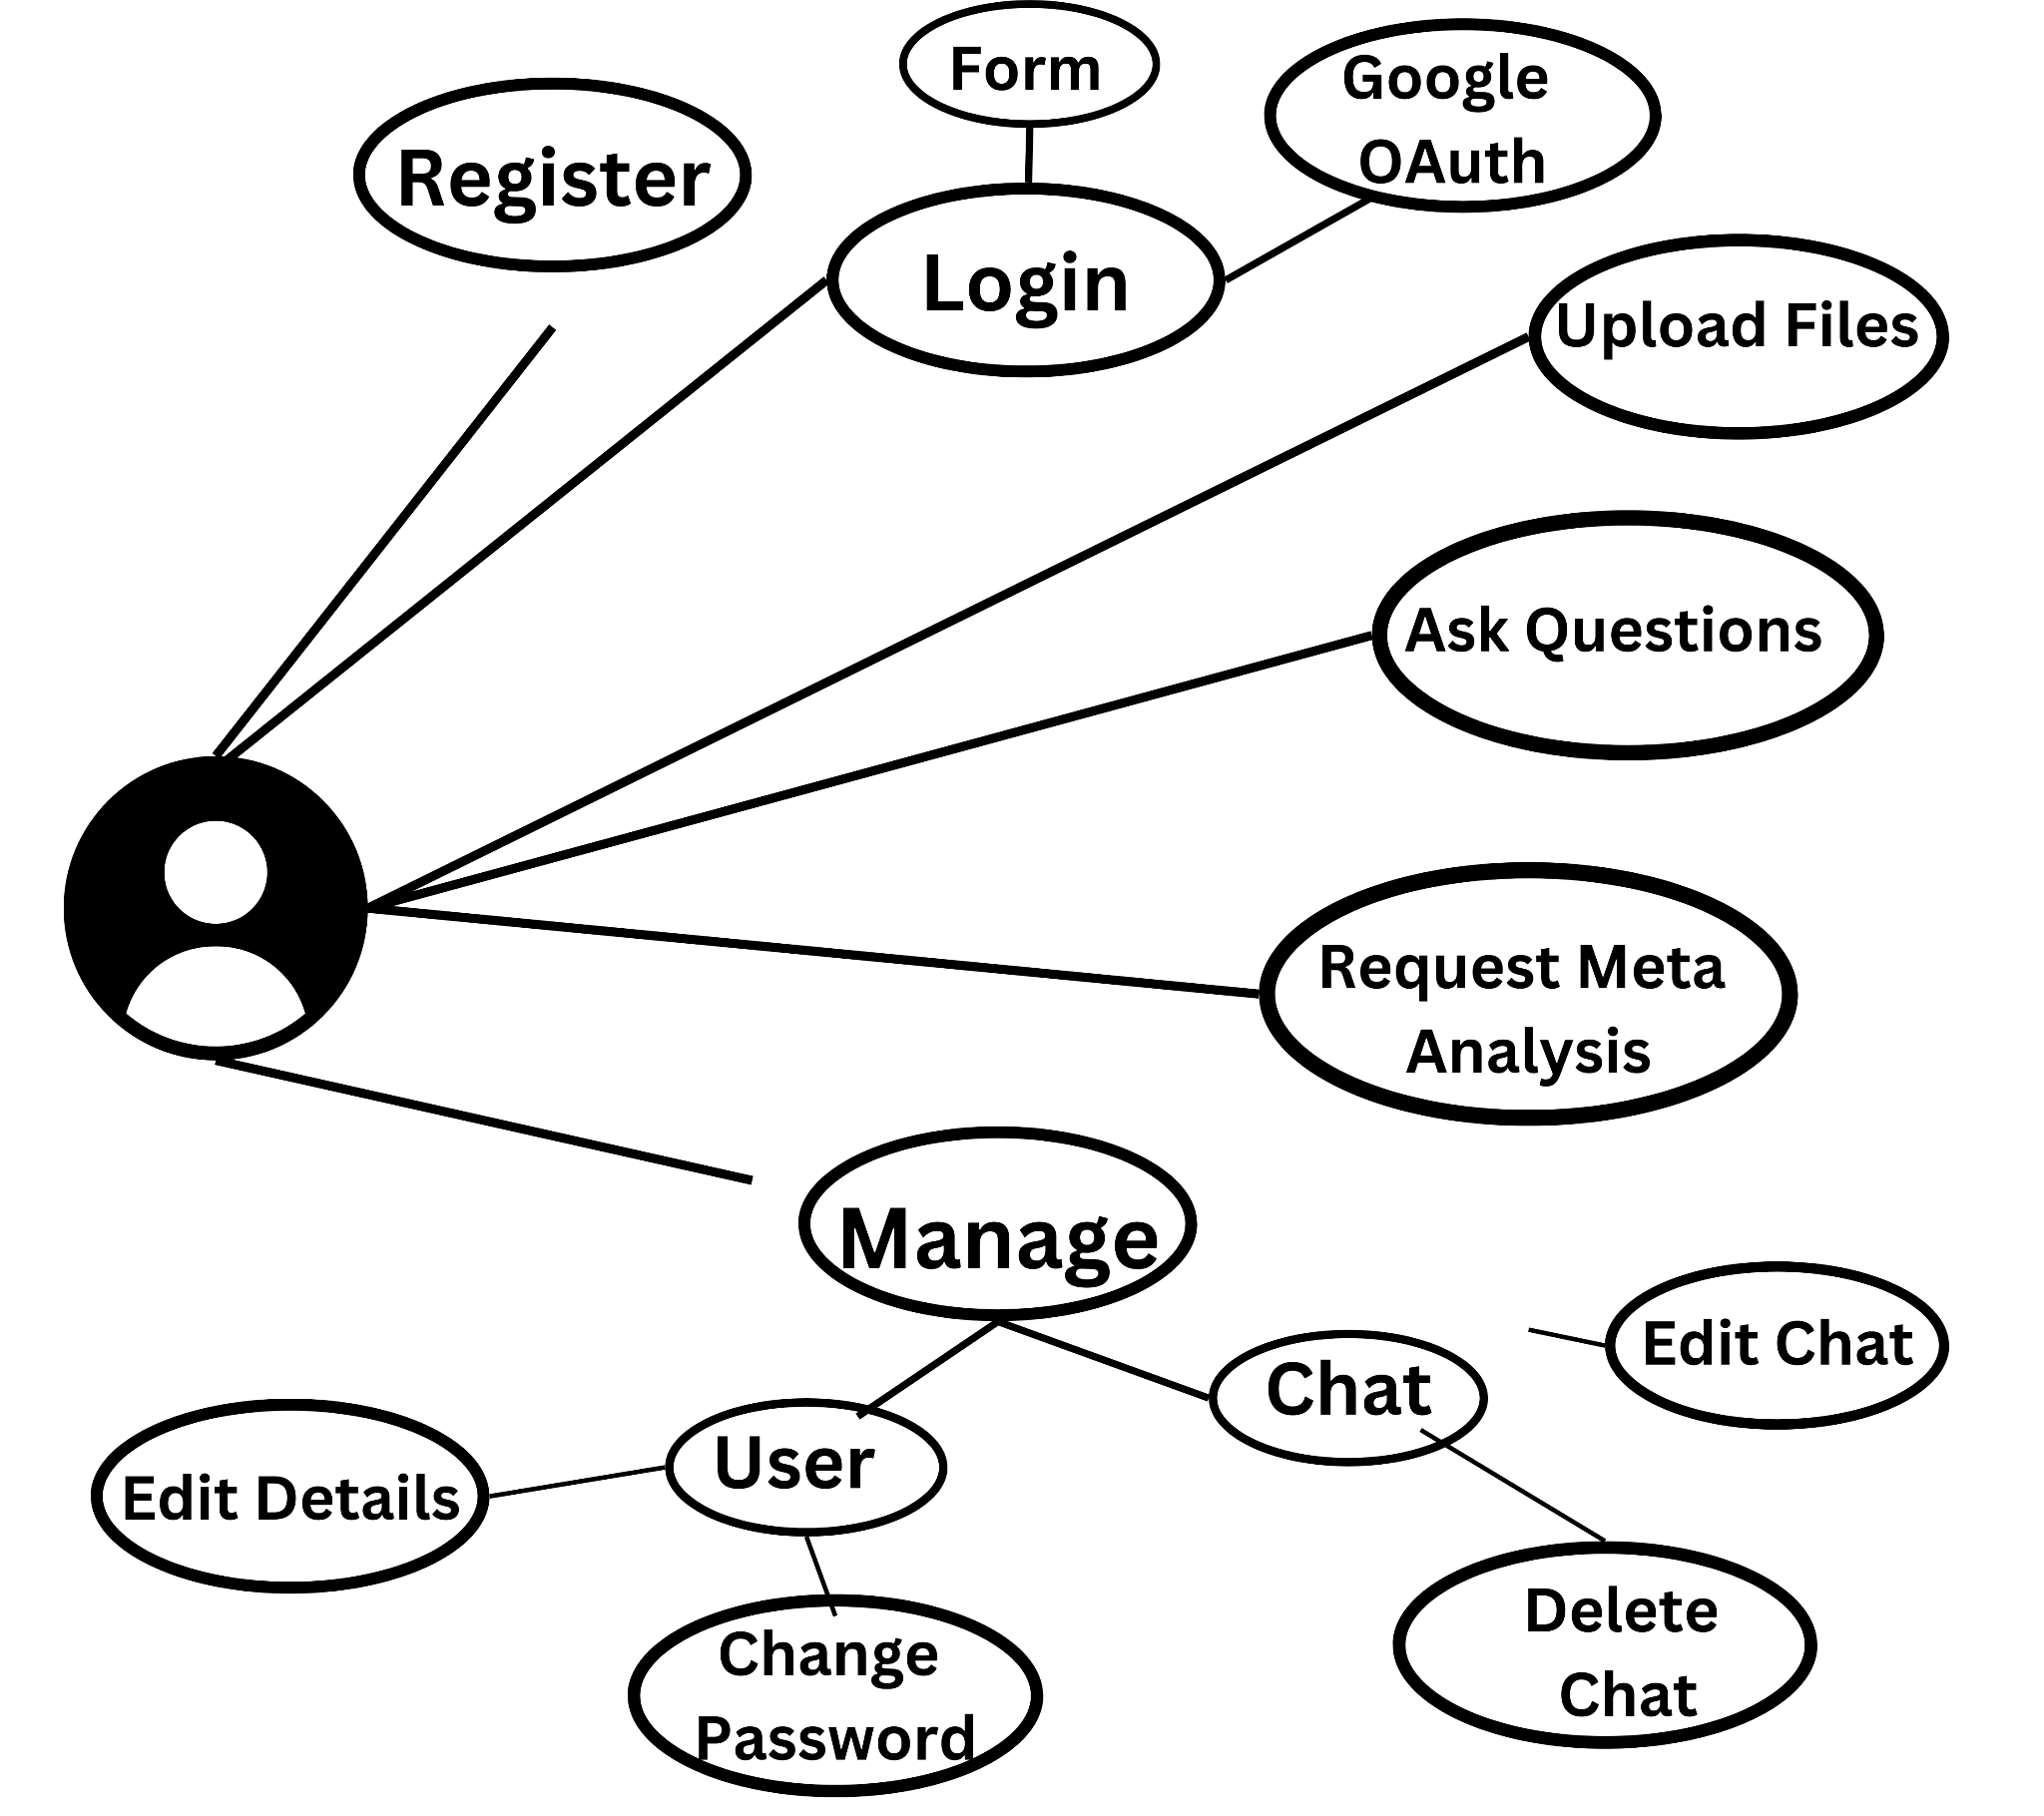 Form
Google
OAuth
Register
Login
Upload Files
Ask Questions
Request Meta
Analysis
Manage
Edit Chat
Chat
User
Edit Details
Delete
Chat
Change
Password